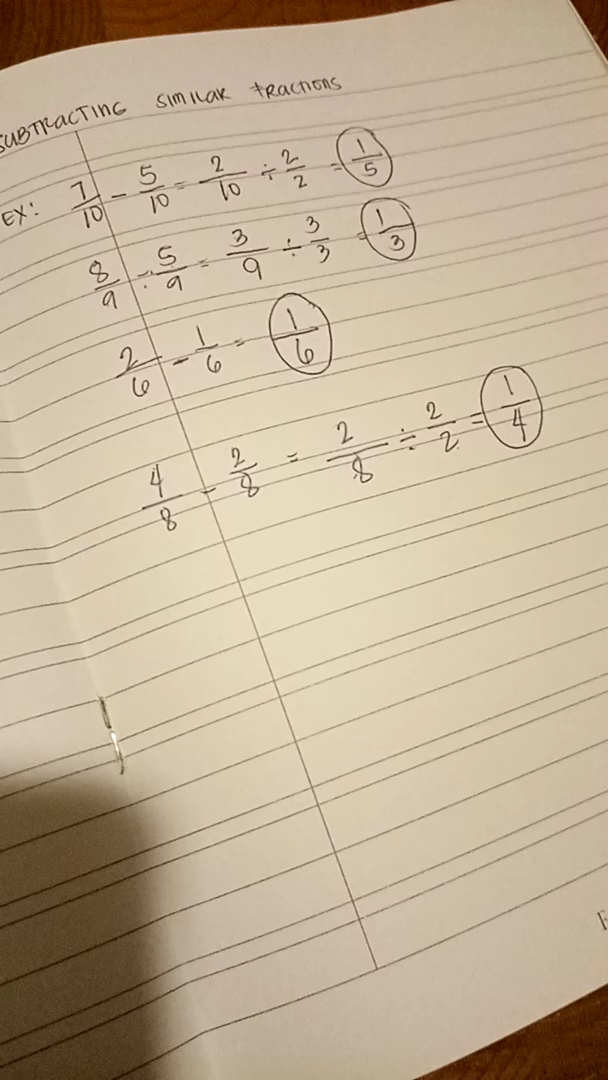 SUBTRACTING SIMILAR FRACTIONS
EX: 7/10 - 5/10 = 2/10 ÷ 2/2 = 1/5
8/9 ÷ 5/9 = 3/9 ÷ 3/3 = 1/3
2/6 - 1/6 = 1/6
4/8 - 2/8 = 2/8 ÷ 2/2 = 1/4